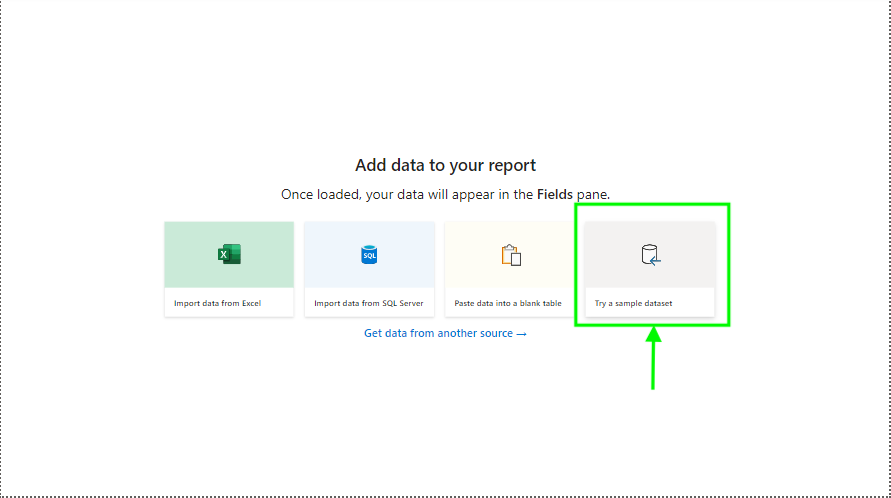 Add data to your report
Once loaded, your data will appear in the Fields pane.
X
SQL
Import data from Excel
Import data from SQL Server
Paste data into a blank table
Try a sample dataset
Get data from another source →